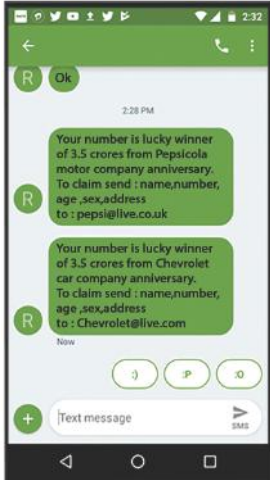 2:32
R
Ok
2:28 PM
Your number is lucky winner
of 3.5 crores from Pepsicola
motor company anniversary.
To claim send : name,number,
age ,sex,address
to : pepsi@live.co.uk
R
Your number is lucky winner
of 3.5 crores from Chevrolet
car company anniversary.
To claim send : name,number,
age ,sex,address
to : Chevrolet@live.com
R
Now
:) :P :O
Text message
SMS